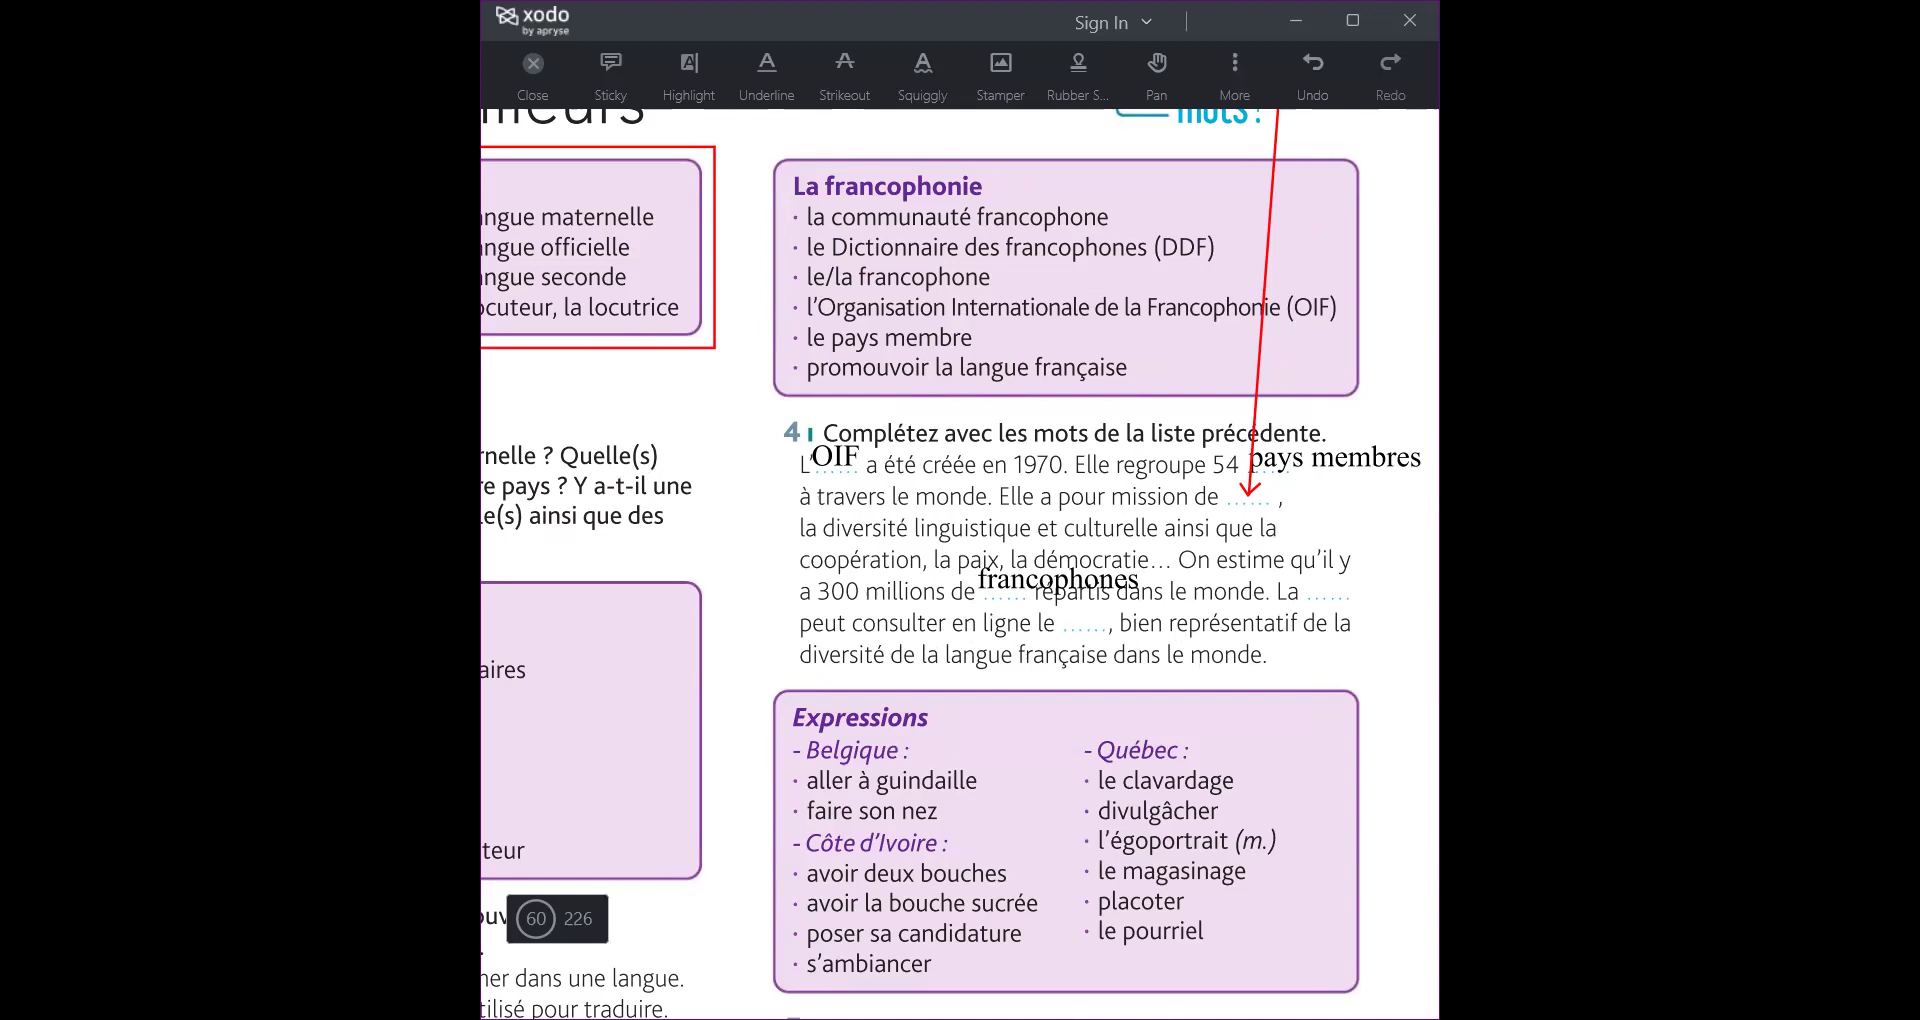 xodo
by apryse
Sign In
Close Sticky Highlight Underline Strikeout Squiggly Stamper Rubber S... Pan More Undo Redo
mots !
ngue maternelle
ngue officielle
ngue seconde
ocuteur, la locutrice
rnelle ? Quelle(s)
re pays ? Y a-t-il une
le(s) ainsi que des
aires
teur
ouv
60 226
ner dans une langue.
tilisé pour traduire.
La francophonie
· la communauté francophone
· le Dictionnaire des francophones (DDF)
· le/la francophone
· l’Organisation Internationale de la Francophonie (OIF)
· le pays membre
· promouvoir la langue française
4 Complétez avec les mots de la liste précédente.
L’OIF a été créée en 1970. Elle regroupe 54 pays membres
à travers le monde. Elle a pour mission de ...... ,
la diversité linguistique et culturelle ainsi que la
coopération, la paix, la démocratie... On estime qu’il y
a 300 millions de francophones répartis dans le monde. La ......
peut consulter en ligne le ......, bien représentatif de la
diversité de la langue française dans le monde.
Expressions
- Belgique :
· aller à guindaille
· faire son nez
- Côte d’Ivoire :
· avoir deux bouches
· avoir la bouche sucrée
· poser sa candidature
· s’ambiancer
- Québec :
· le clavardage
· divulgâcher
· l’égoportrait (m.)
· le magasinage
· placoter
· le pourriel